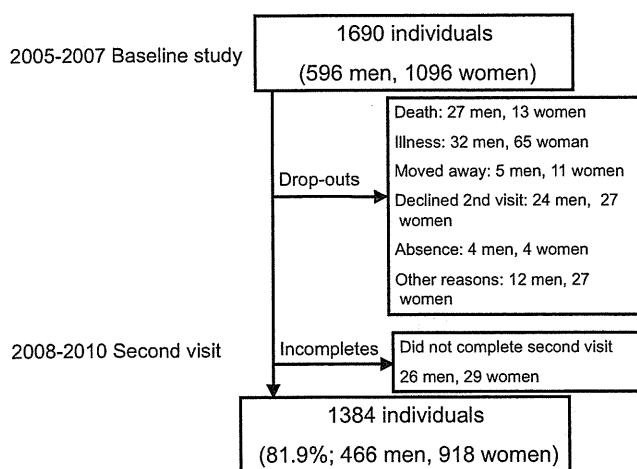 1690 individuals
2005-2007 Baseline study
(596 men, 1096 women)
Death: 27 men, 13 women
Illness: 32 men, 65 woman
Moved away: 5 men, 11 women
Drop-outs
Declined 2nd visit: 24 men, 27
women
Absence: 4 men, 4 women
Other reasons: 12 men, 27
women
2008-2010 Second visit
Incompletes
Did not complete second visit
26 men, 29 women
1384 individuals
(81.9%; 466 men, 918 women)